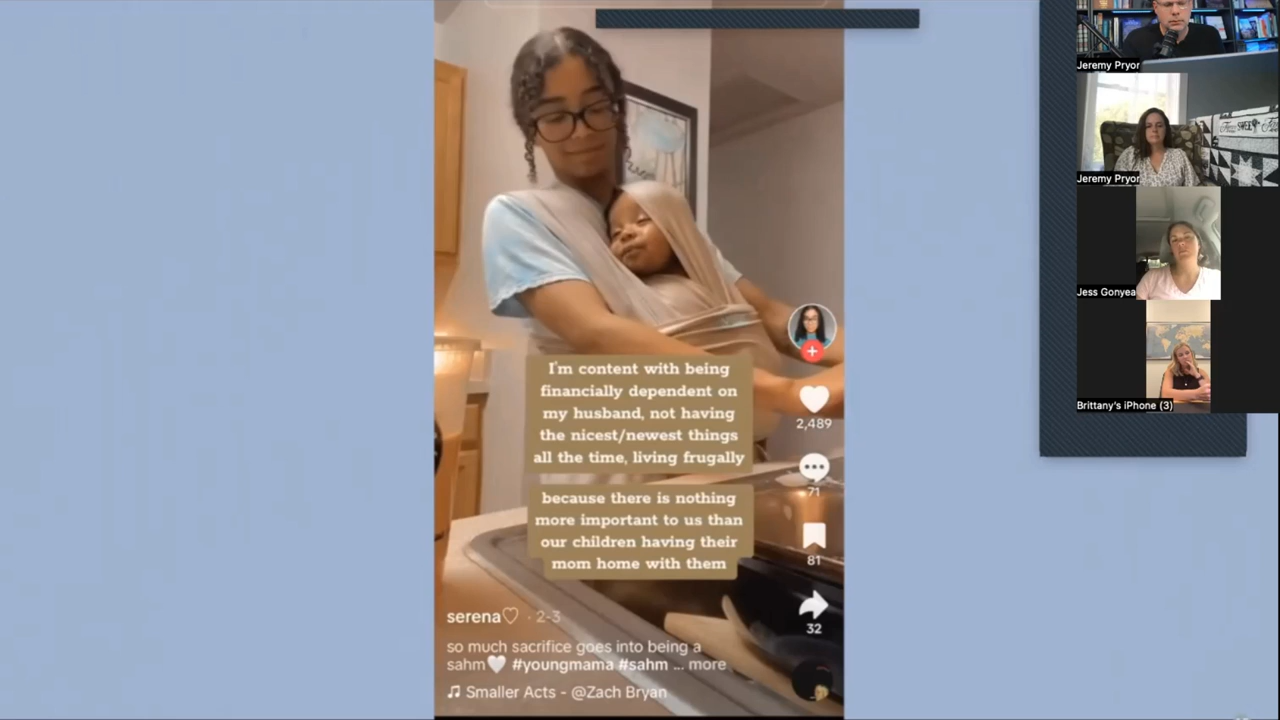 I'm content with being
financially dependent on
my husband, not having
the nicest/newest things
all the time, living frugally
because there is nothing
more important to us than
our children having their
mom home with them
2,489
71
81
32
serena♡ · 2-3
so much sacrifice goes into being a
sahm🤍 #youngmama #sahm ... more
♫ Smaller Acts - @Zach Bryan
Jeremy Pryor
Jeremy Pryor
Jess Gonyea
Brittany's iPhone (3)